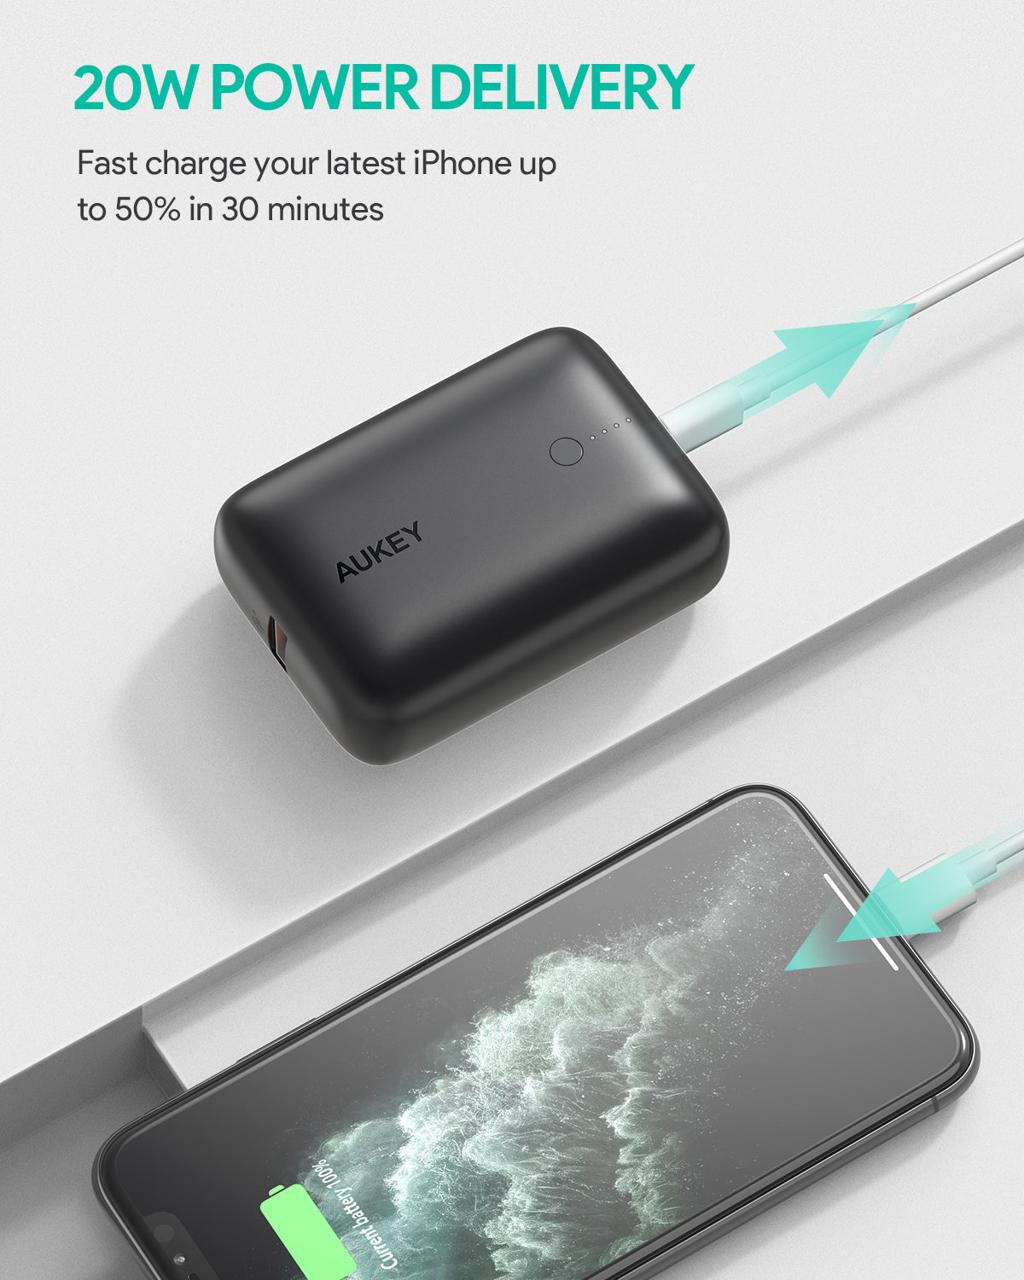 20W POWER DELIVERY
Fast charge your latest iPhone up
to 50% in 30 minutes
AUKEY
Current battery 100%